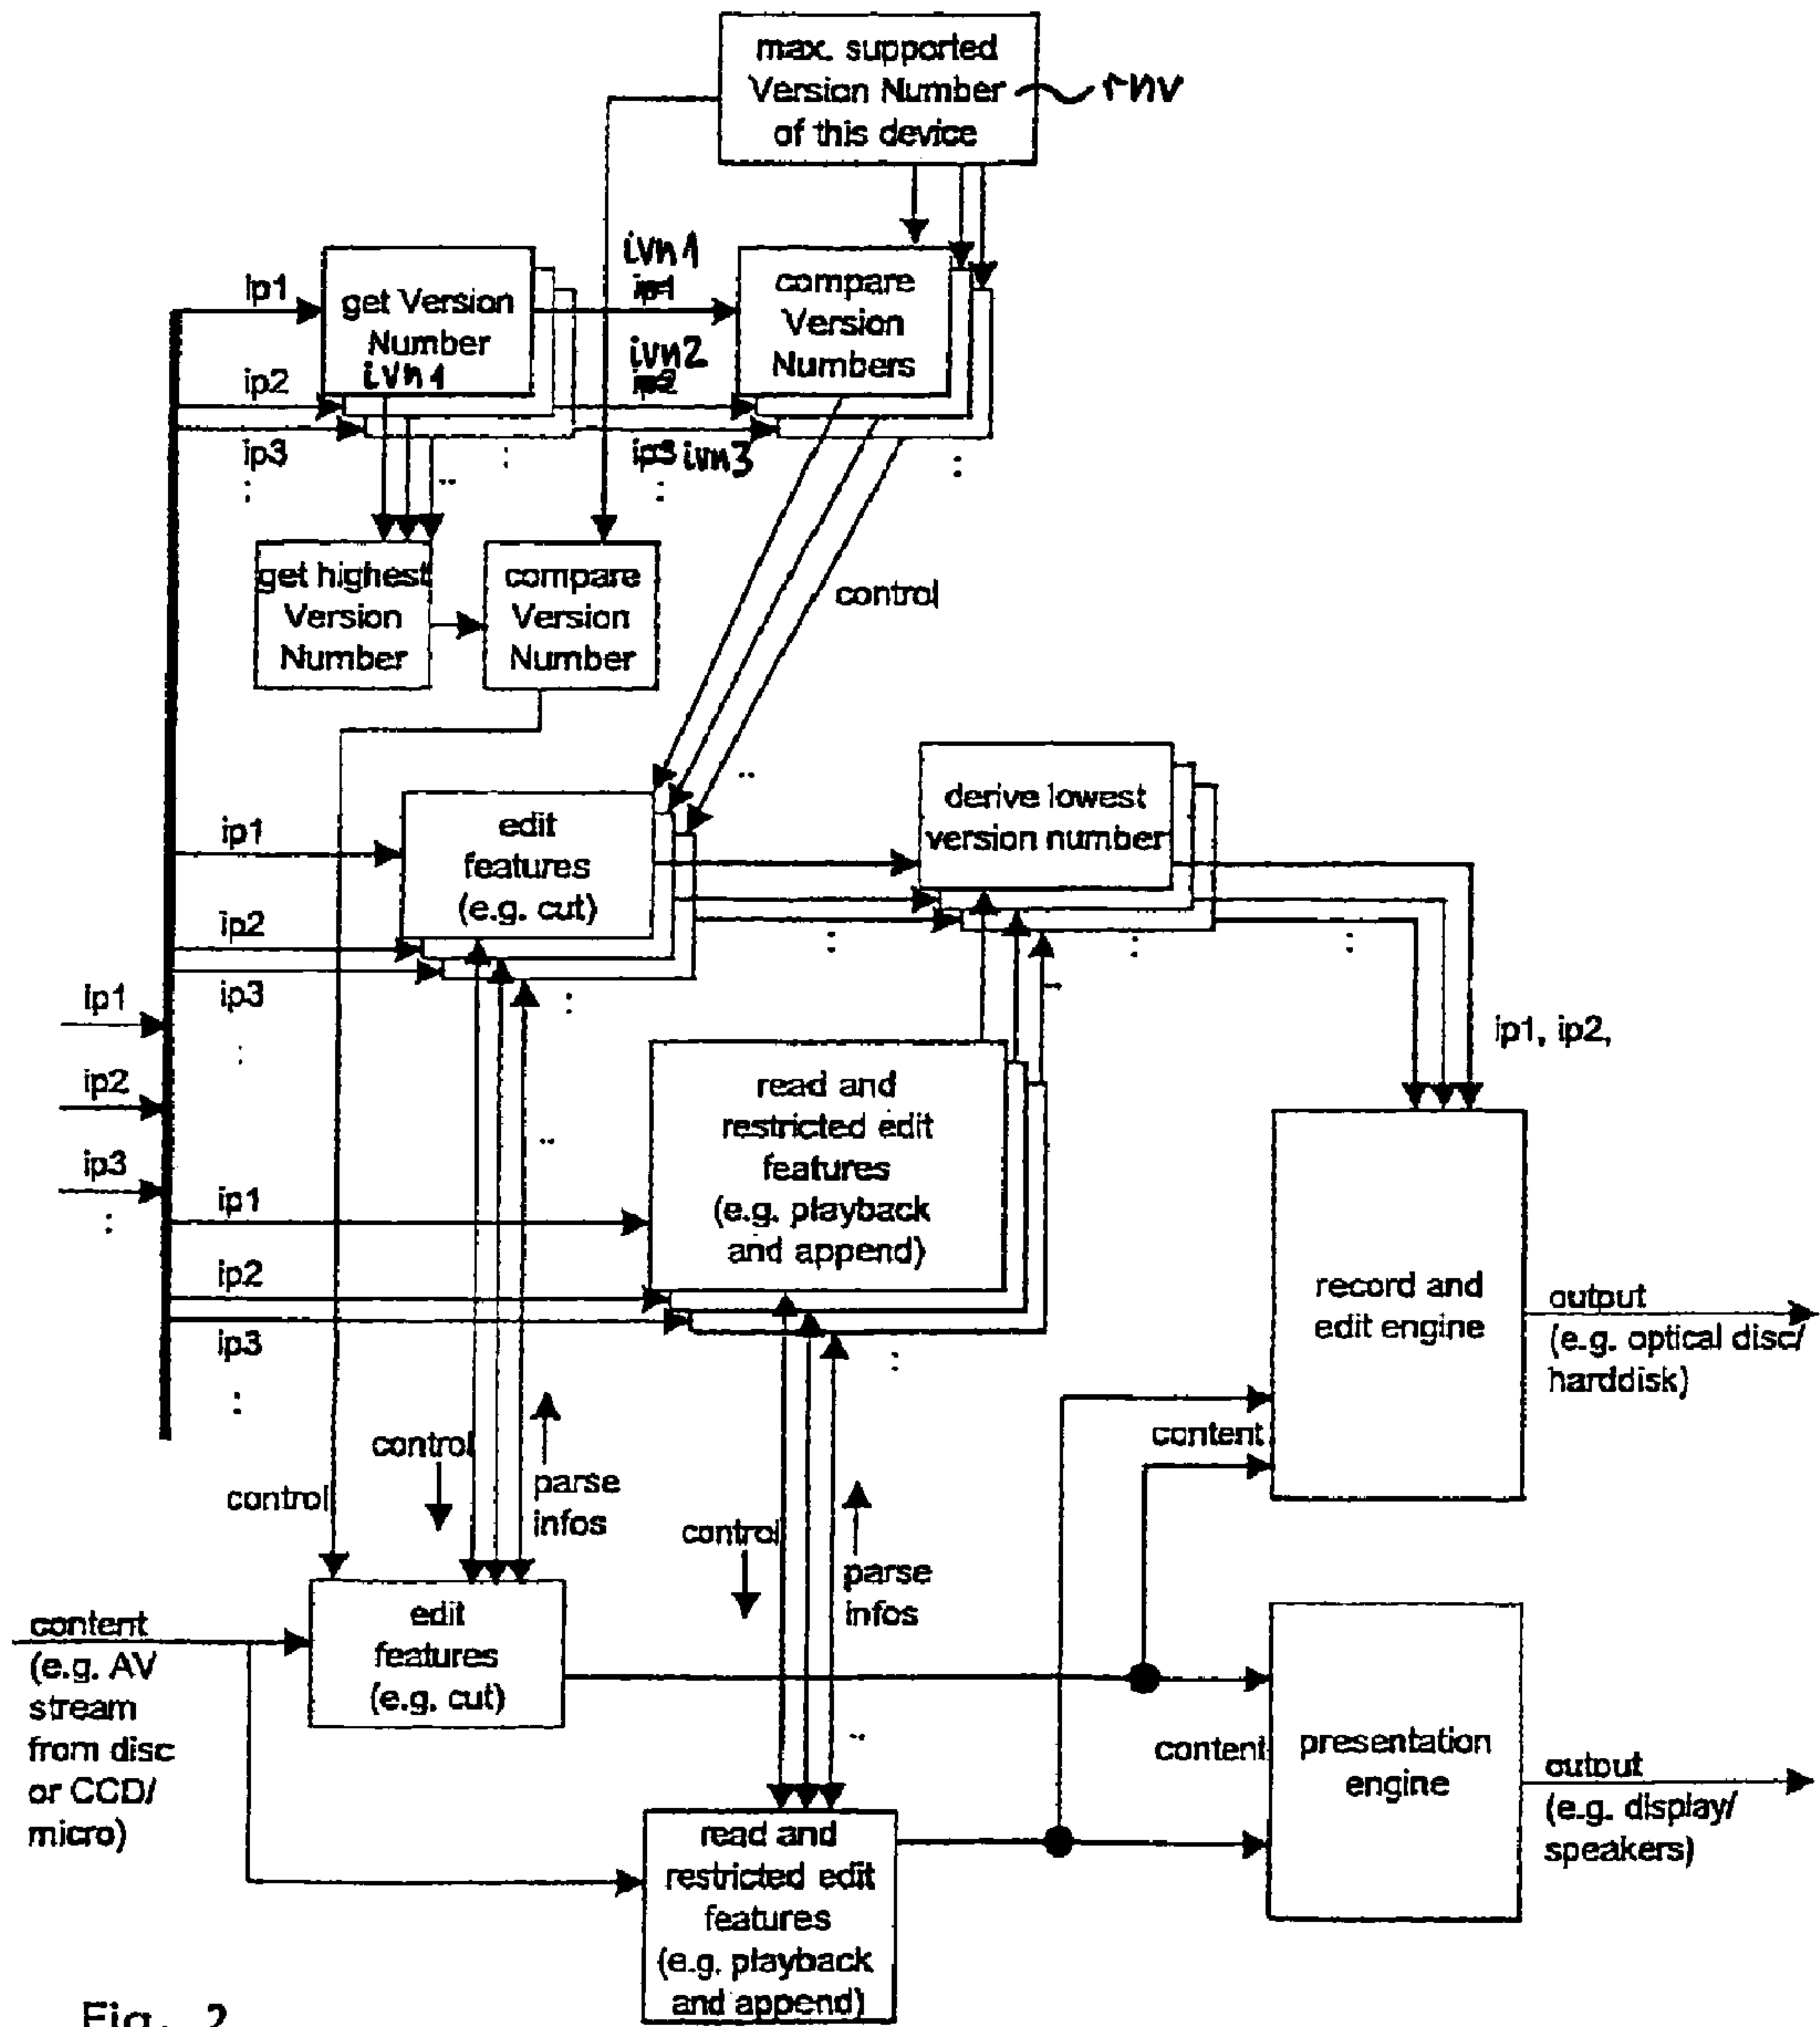 max. supported
Version Number
of this device
rnv
ip1
get Version
Number
ivn1
ip2
ip3
ivn1
ip1
ivn2
ip2
ip3 ivn3
compare
Version
Numbers
get highest
Version
Number
compare
Version
Number
control
ip1
edit
features
(e.g. cut)
ip2
ip3
derive lowest
version number
ip1
ip2
ip3
ip1, ip2,
read and
restricted edit
features
(e.g. playback
and append)
ip1
ip2
ip3
record and
edit engine
output
(e.g. optical disc/
harddisk)
content
control
control
parse
infos
control
parse
infos
content
(e.g. AV
stream
from disc
or CCD/
micro)
edit
features
(e.g. cut)
content
presentation
engine
output
(e.g. display/
speakers)
read and
restricted edit
features
(e.g. playback
and append)
Fig. 2